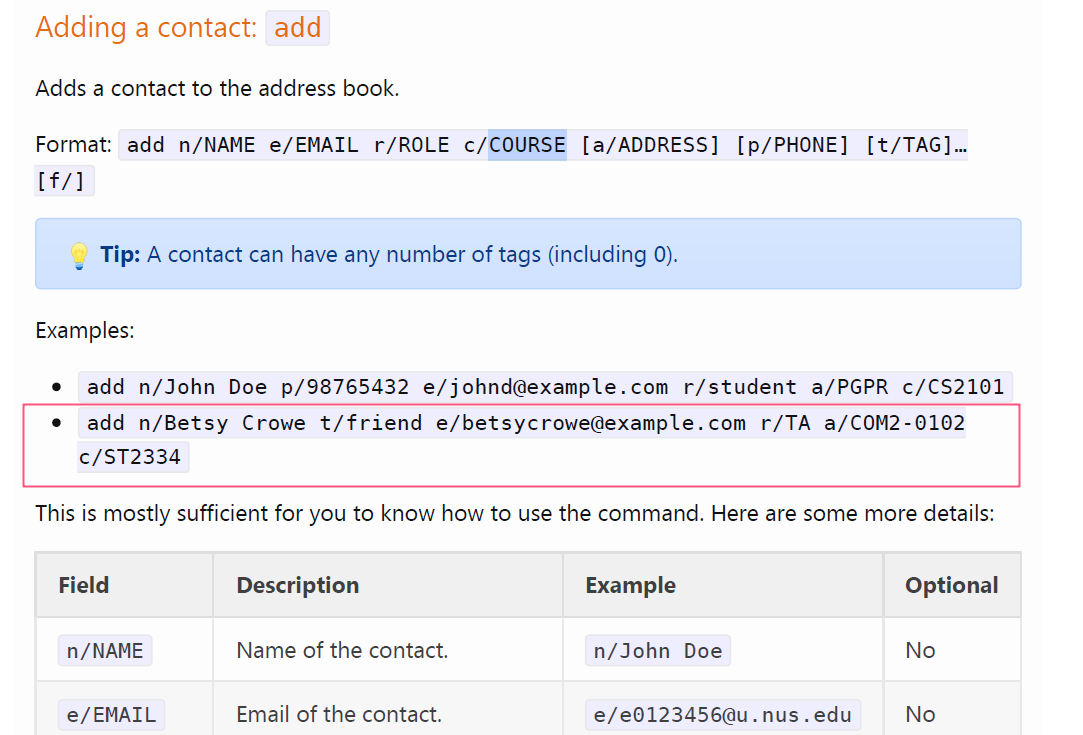 Adding a contact: add
Adds a contact to the address book.
Format: add n/NAME e/EMAIL r/ROLE c/COURSE [a/ADDRESS] [p/PHONE] [t/TAG]…
[f/]
💡 Tip: A contact can have any number of tags (including 0).
Examples:
• add n/John Doe p/98765432 e/johnd@example.com r/student a/PGPR c/CS2101
• add n/Betsy Crowe t/friend e/betsycrowe@example.com r/TA a/COM2-0102
c/ST2334
This is mostly sufficient for you to know how to use the command. Here are some more details:
Field Description Example Optional
n/NAME Name of the contact. n/John Doe No
e/EMAIL Email of the contact. e/e0123456@u.nus.edu No